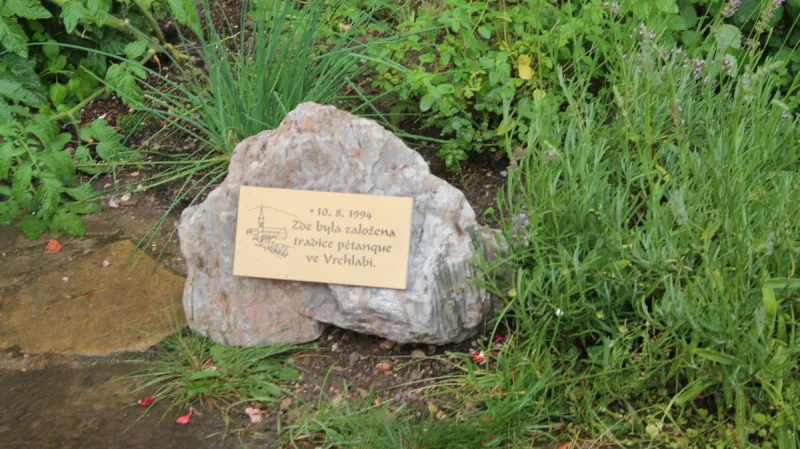 * 10. 8. 1994
Zde byla založena
tradice pétanque
ve Vrchlabí.